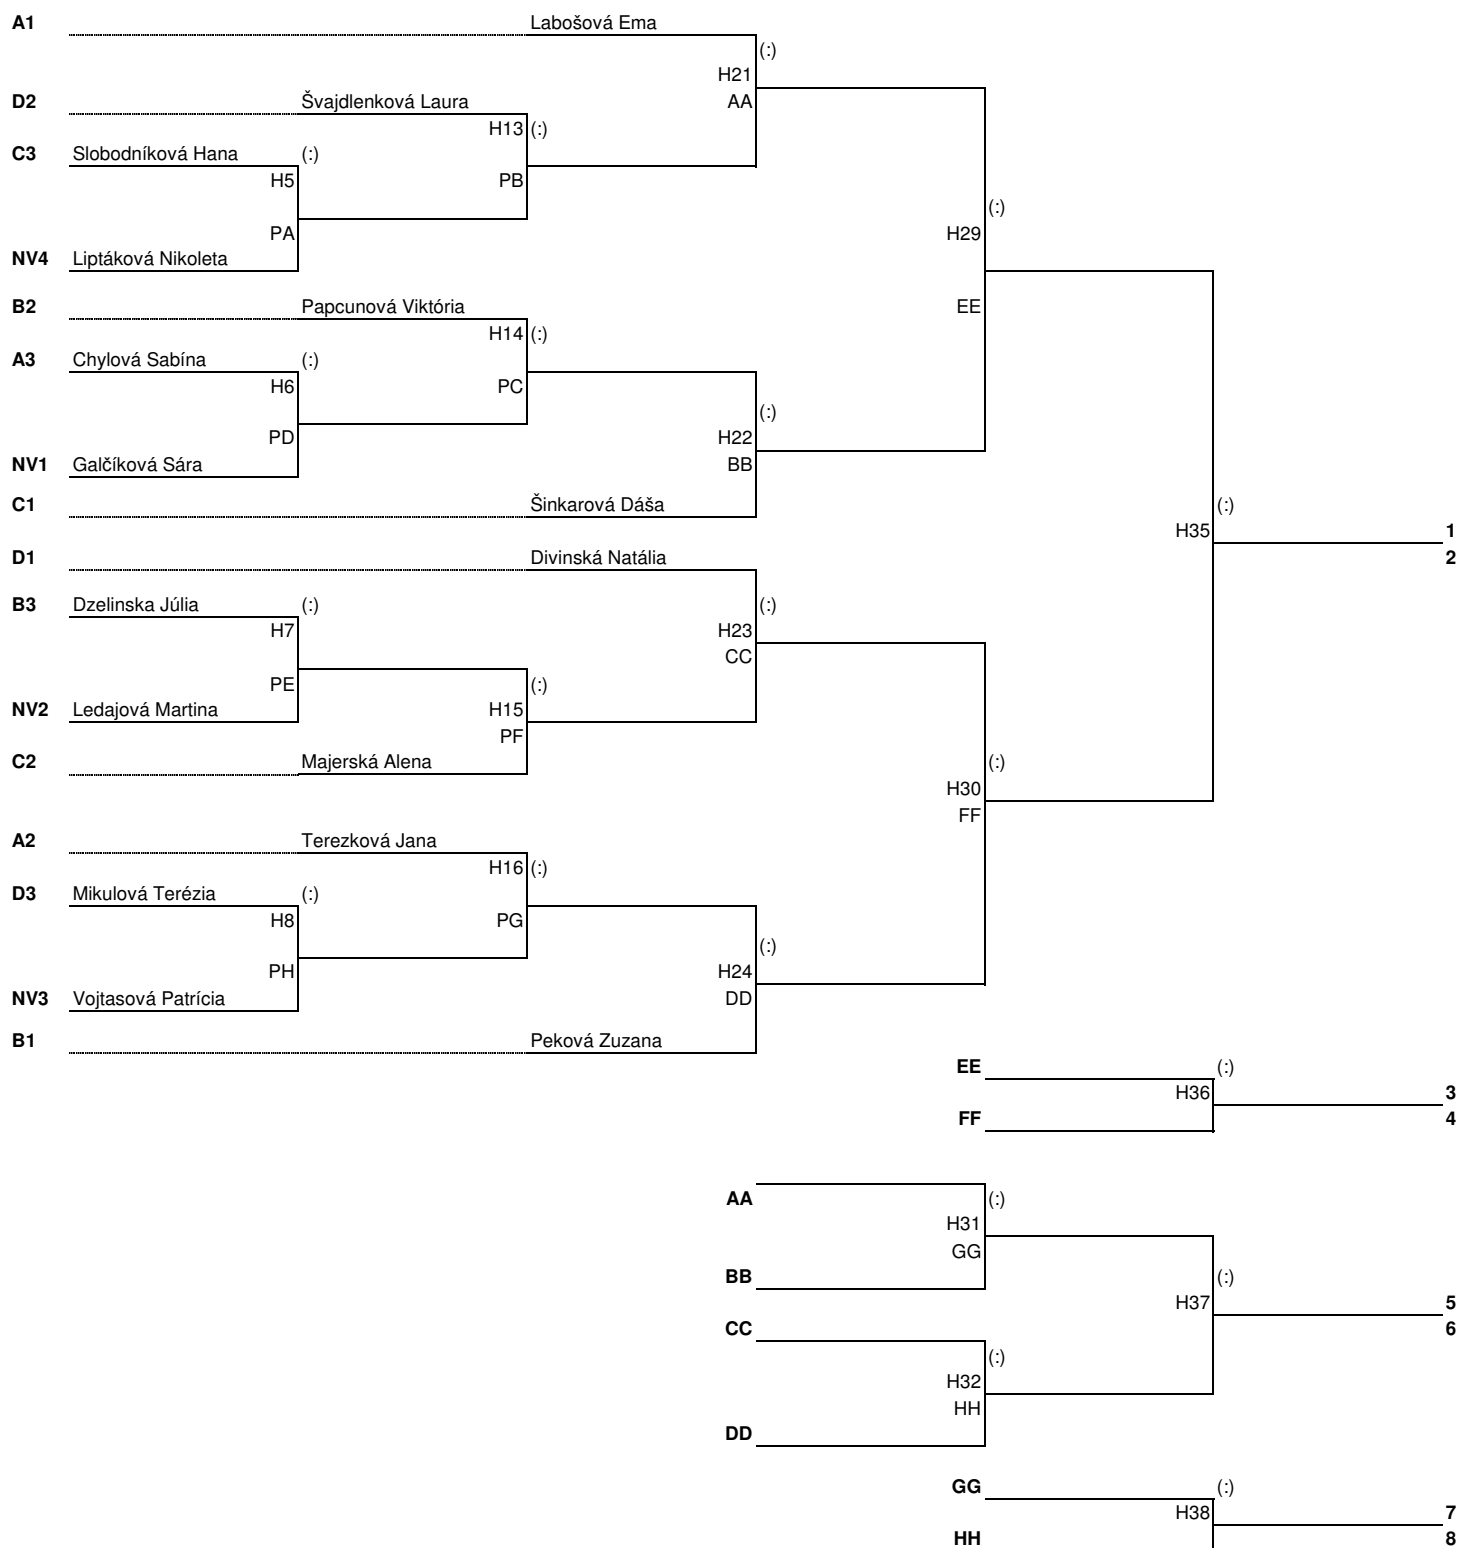 A1 Labošová Ema
(:)
H21
D2 Švajdlenková Laura AA
H13 (:)
C3 Slobodníková Hana (:)
H5 PB
(:)
PA H29
NV4 Liptáková Nikoleta
B2 Papcunová Viktória EE
H14 (:)
A3 Chylová Sabína (:)
H6 PC
(:)
PD H22
NV1 Galčíková Sára BB
C1 Šinkarová Dáša (:)
H35 1
D1 Divinská Natália 2
B3 Dzelinska Júlia (:) (:)
H7 H23
CC
PE (:)
NV2 Ledajová Martina H15
PF
C2 Majerská Alena (:)
H30
FF
A2 Terezková Jana
H16 (:)
D3 Mikulová Terézia (:)
H8 PG
(:)
PH H24
NV3 Vojtasová Patrícia DD
B1 Peková Zuzana
EE (:)
H36 3
FF 4
AA (:)
H31
GG
BB (:)
H37 5
CC 6
(:)
H32
HH
DD
GG (:)
H38 7
HH 8